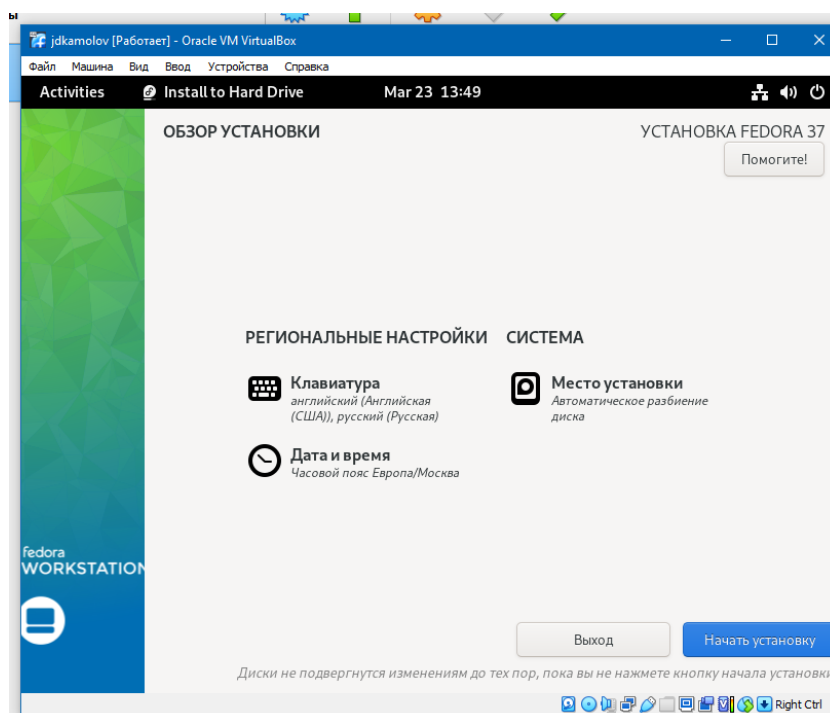 ы
jdkamolov [Работает] - Oracle VM VirtualBox
Файл Машина Вид Ввод Устройства Справка
Activities Install to Hard Drive Mar 23 13:49
ОБЗОР УСТАНОВКИ УСТАНОВКА FEDORA 37
Помогите!
РЕГИОНАЛЬНЫЕ НАСТРОЙКИ СИСТЕМА
Клавиатура
английский (Английская
(США)), русский (Русская)
Место установки
Автоматическое разбиение
диска
Дата и время
Часовой пояс Европа/Москва
fedora
WORKSTATION
Выход Начать установку
Диски не подвергнутся изменениям до тех пор, пока вы не нажмете кнопку начала установки
Right Ctrl